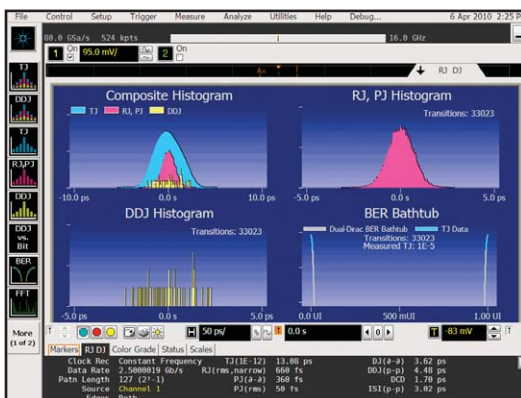 File Control Setup Trigger Measure Analyze Utilities Help Debug... 6 Apr 2010 2:25 P
80.0 GSa/s 524 kpts 16.0 GHz
1 On 95.0 mV/ 2 On
RJ DJ
TJ
DDJ
TJ
RJ,PJ
DDJ
DDJ vs. Bit
BER
FFT
More (1 of 2)
Composite Histogram
TJ RJ, PJ DDJ
-10.0 ps 0.0 s 10.0 ps
RJ, PJ Histogram
Transitions: 33023
-5.0 ps 0.0 s 5.0 ps
DDJ Histogram
Transitions: 33023
-5.0 ps 0.0 s 5.0 ps
BER Bathtub
Dual-Dirac BER Bathtub TJ Data
Transitions: 33023
Measured TJ: 1E-5
0.0 UI 500 mUI 1.00 UI
H 50 ps/ 0.0 s 0 T -83 mV
Markers RJ DJ Color Grade Status Scales
Clock Rec Constant Frequency TJ(1E-12) 13.08 ps DJ(∂-∂) 3.62 ps
Data Rate 2.5000019 Gb/s RJ(rms,narrow) 660 fs DDJ(p-p) 4.48 ps
Patn Length 127 (2⁷-1) PJ(∂-∂) 360 fs DCD 1.70 ps
Source Channel 1 PJ(rms) 50 fs ISI(p-p) 3.02 ps
Edges Both